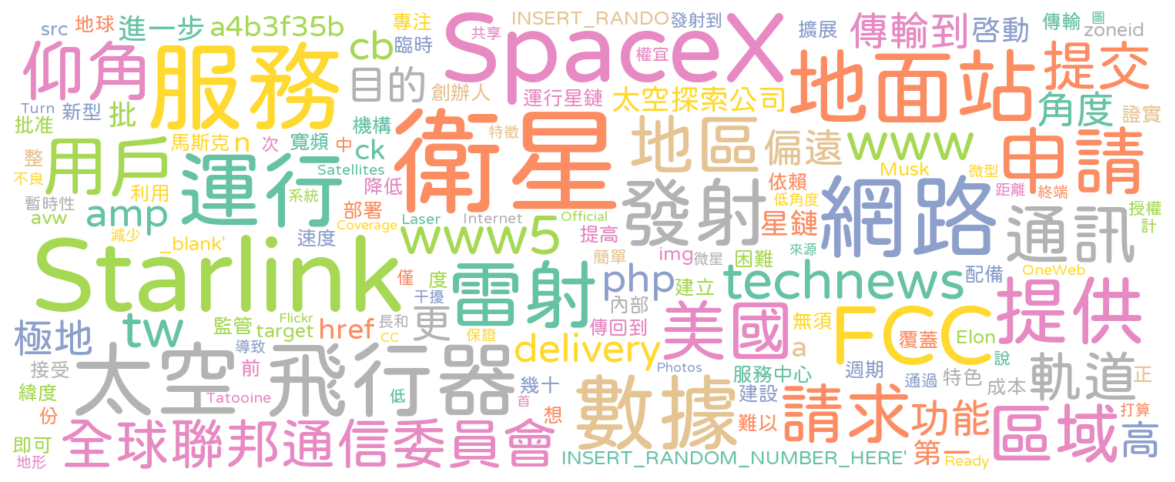 src 地球 進一步 a4b3f35b 專注 INSERT_RANDO 發射到 擴展 傳輸到 啓動 傳輸 圖 zoneid
仰角 服務 cb 臨時 共享 SpaceX 權宜 地面站 提交
Turn 新型 批 目的 創辦人 運行星鏈 太空探索公司 角度 證實
批准 馬斯克 n 機構 特徵 衛星 地區 偏遠 www 申請
整 用戶 次 寬頻 中 ck
不良 利用 運行 Satellites 系統 降低 發射 依賴 Musk 微型 網路 距離 終端 授權
暫時性 avw amp 部署 Laser Internet Official 低角度 星鏈 通訊 計
減少 _blank' 速度 Coverage www5 提高 簡單 img 微星 困難 來源
Starlink 僅 度 干擾 雷射 php 建立 technews 配備 OneWeb
極地 tw 監管 Flickr target href 長和 更 內部 傳回到 美國 無須 FCC 覆蓋 Elon 提供
接受 前 導致 CC 保證 delivery a 說
太空 飛行器 Photos 服務中心 週期 通過 特色 成本 軌道 正
緯度 Tatooine 低 幾十 首 數據 建設 請求 功能 打算
份 想 難以 區域 高
即可 全球聯邦通信委員會 INSERT_RANDOM_NUMBER_HERE' 第一 Ready
地形